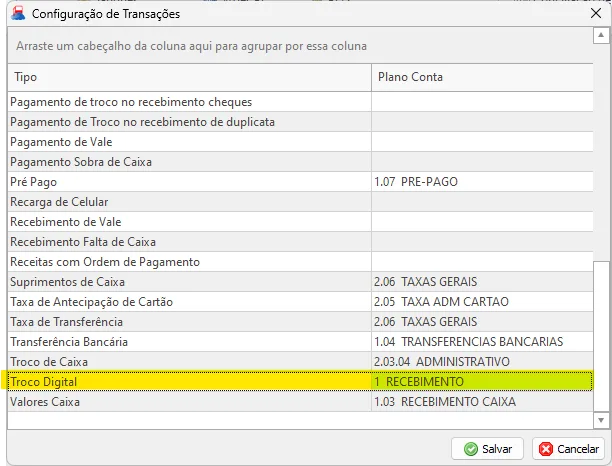 Configuração de Transações
Arraste um cabeçalho da coluna aqui para agrupar por essa coluna
Tipo Plano Conta
Pagamento de troco no recebimento cheques
Pagamento de Troco no recebimento de duplicata
Pagamento de Vale
Pagamento Sobra de Caixa
Pré Pago 1.07 PRE-PAGO
Recarga de Celular
Recebimento de Vale
Recebimento Falta de Caixa
Receitas com Ordem de Pagamento
Suprimentos de Caixa 2.06 TAXAS GERAIS
Taxa de Antecipação de Cartão 2.05 TAXA ADM CARTAO
Taxa de Transferência 2.06 TAXAS GERAIS
Transferência Bancária 1.04 TRANSFERENCIAS BANCARIAS
Troco de Caixa 2.03.04 ADMINISTRATIVO
Troco Digital 1 RECEBIMENTO
Valores Caixa 1.03 RECEBIMENTO CAIXA
Salvar Cancelar